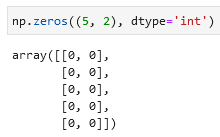 np.zeros((5, 2), dtype='int')
array([[0, 0],
       [0, 0],
       [0, 0],
       [0, 0],
       [0, 0]])